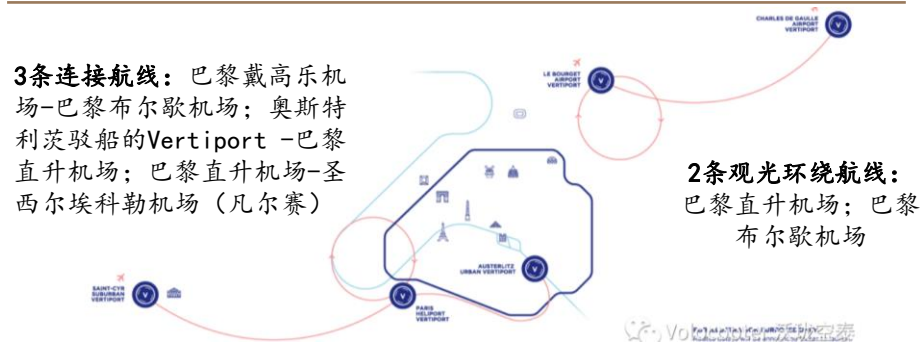 CHARLES DE GAULLE
AIRPORT
VERTIPORT
LE BOURGET
AIRPORT
VERTIPORT
3条连接航线：巴黎戴高乐机
场-巴黎布尔歇机场；奥斯特
利茨驳船的Vertiport -巴黎
直升机场；巴黎直升机场-圣
西尔埃科勒机场（凡尔赛）
2条观光环绕航线：
巴黎直升机场；巴黎
布尔歇机场
AUSTERLITZ
URBAN VERTIPORT
SAINT-CYR
SUBURBAN
VERTIPORT
PARIS
HELIPORT
VERTIPORT